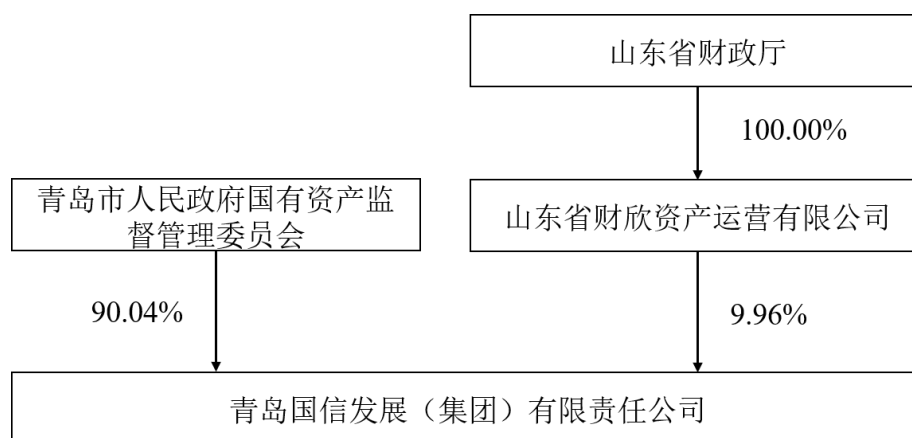 山东省财政厅
100.00%
青岛市人民政府国有资产监
督管理委员会
山东省财欣资产运营有限公司
90.04%
9.96%
青岛国信发展（集团）有限责任公司